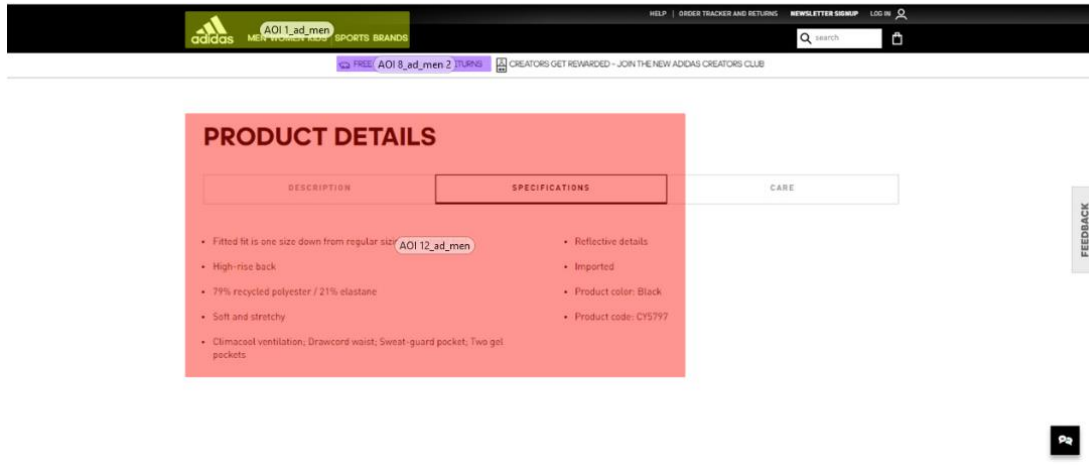 HELP | ORDER TRACKER AND RETURNS NEWSLETTER SIGNUP LOG IN
adidas
MEN WOMEN KIDS SPORTS BRANDS
AOI 1_ad_men
search
FREE AOI 8_ad_men 2
CREATORS GET REWARDED - JOIN THE NEW ADIDAS CREATORS CLUB
PRODUCT DETAILS
DESCRIPTION SPECIFICATIONS CARE
• Fitted fit is one size down from regular
AOI 12_ad_men
• High-rise back
• 79% recycled polyester / 21% elastane
• Soft and stretchy
• Climacool ventilation; Drawcord waist; Sweat-guard pocket; Two gel
pockets
• Reflective details
• Imported
• Product color: Black
• Product code: CY5797
FEEDBACK